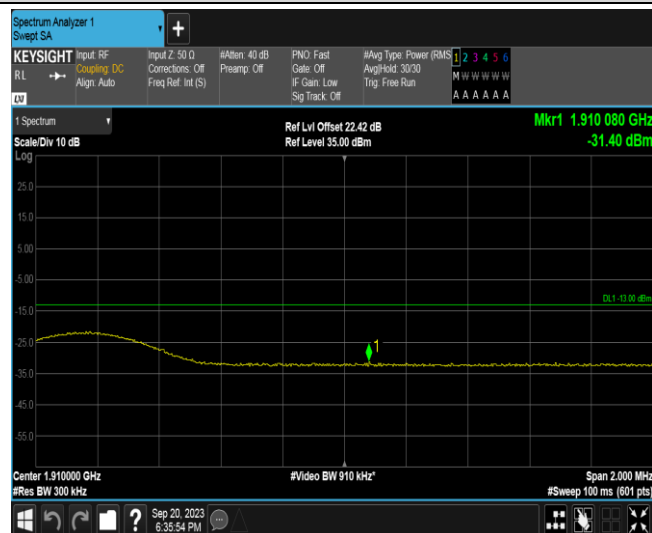 Spectrum Analyzer 1
Swept SA
+
KEYSIGHT Input: RF Input Z: 50 Ω #Atten: 40 dB PNO: Fast #Avg Type: Power (RMS 1 2 3 4 5 6
RL Coupling: DC Corrections: Off Preamp: Off Gate: Off Avg|Hold: 30/30 M W W W W W
Align: Auto Freq Ref: Int (S) IF Gain: Low Trig: Free Run
Sig Track: Off A A A A A A
LXI
1 Spectrum Ref Lvl Offset 22.42 dB Mkr1 1.910 080 GHz
Scale/Div 10 dB Ref Level 35.00 dBm -31.40 dBm
Log
25.0
15.0
5.00
-5.00
DL1 -13.00 dBm
-15.0
-25.0
1
-35.0
-45.0
-55.0
Center 1.910000 GHz #Video BW 910 kHz* Span 2.000 MHz
#Res BW 300 kHz #Sweep 100 ms (601 pts)
? Sep 20, 2023
6:35:54 PM